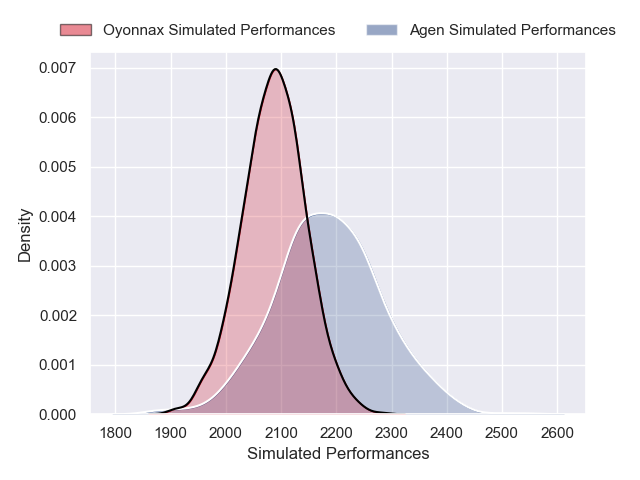 Oyonnax Simulated Performances Agen Simulated Performances
0.007
0.006
0.005
0.004
0.003
0.002
0.001
0.000
Density
1800 1900 2000 2100 2200 2300 2400 2500 2600
Simulated Performances